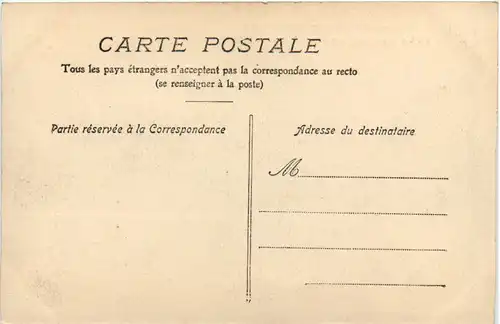 CARTE POSTALE
Tous les pays étrangers n'acceptent pas la correspondance au recto
(se renseigner à la poste)
Partie réservée à la Correspondance
Adresse du destinataire
M